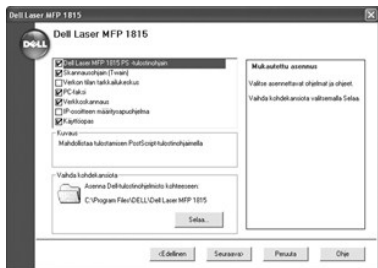 Dell Laser MFP 1815
DELL
Dell Laser MFP 1815
Dell Laser MFP 1815 PS -tulostinohjain
Skannausohjain (Twain)
Verkon tilan tarkkailukeskus
PC-faksi
Verkkoskannaus
IP-osoitteen määritysapuohjelma
Käyttöopas
Mukautettu asennus
Valitse asennettavat ohjelmat ja ohjeet.
Vaihda kohdekansiota valitsemalla Selaa.
Kuvaus
Mahdollistaa tulostamisen PostScript-tulostinohjaimella
Vaihda kohdekansiota
Asenna Dell-tulostinohjelmisto kohteeseen:
C:\Program Files\DELL\Dell Laser MFP 1815
Selaa...
<Edellinen
Seuraava>
Peruuta
Ohje